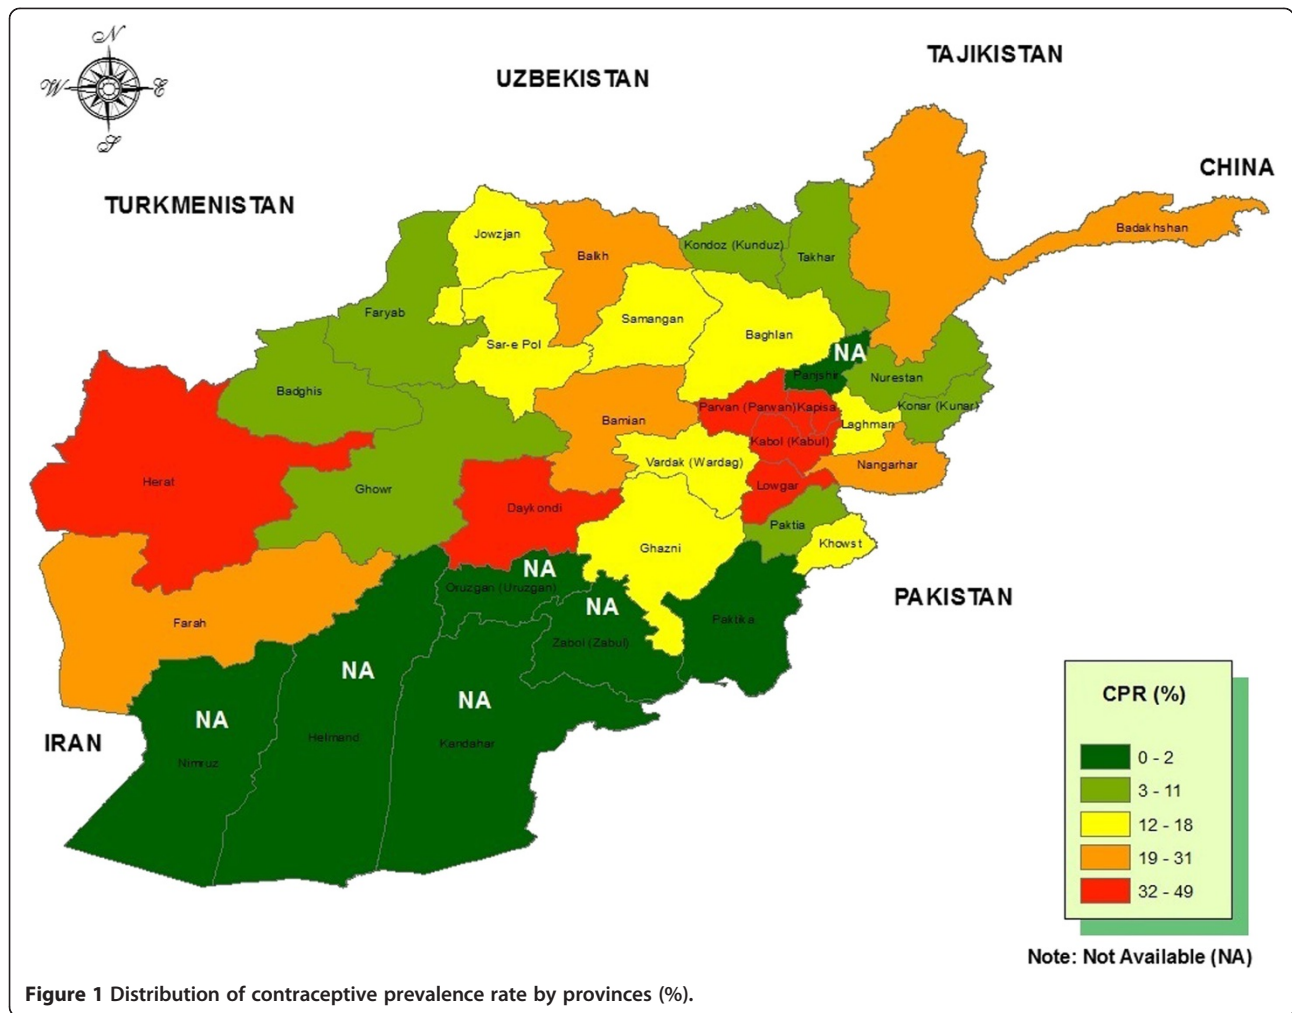 N
TAJIKISTAN
UZBEKISTAN
W
E
S
CHINA
TURKMENISTAN
Jowzjan
Badakhshan
Balkh
Kondoz (Kunduz)
Takhar
Faryab
Samangan
Baghlan
Sar-e Pol
NA
Panjshir
Nurestan
Badghis
Parvan (Parwan)
Kapisa
Konar (Kunar)
Bamian
Laghman
Kabol (Kabul)
Vardak (Wardag)
Nangarhar
Herat
Ghowr
Lowgar
Daykondi
Paktia
Khowst
Ghazni
NA
Oruzgan (Uruzgan)
PAKISTAN
NA
Farah
Zabol (Zabul)
Paktika
NA
NA
NA
CPR (%)
IRAN
Helmand
Kandahar
Nimruz
0 - 2
3 - 11
12 - 18
19 - 31
32 - 49
Note: Not Available (NA)
Figure 1 Distribution of contraceptive prevalence rate by provinces (%).